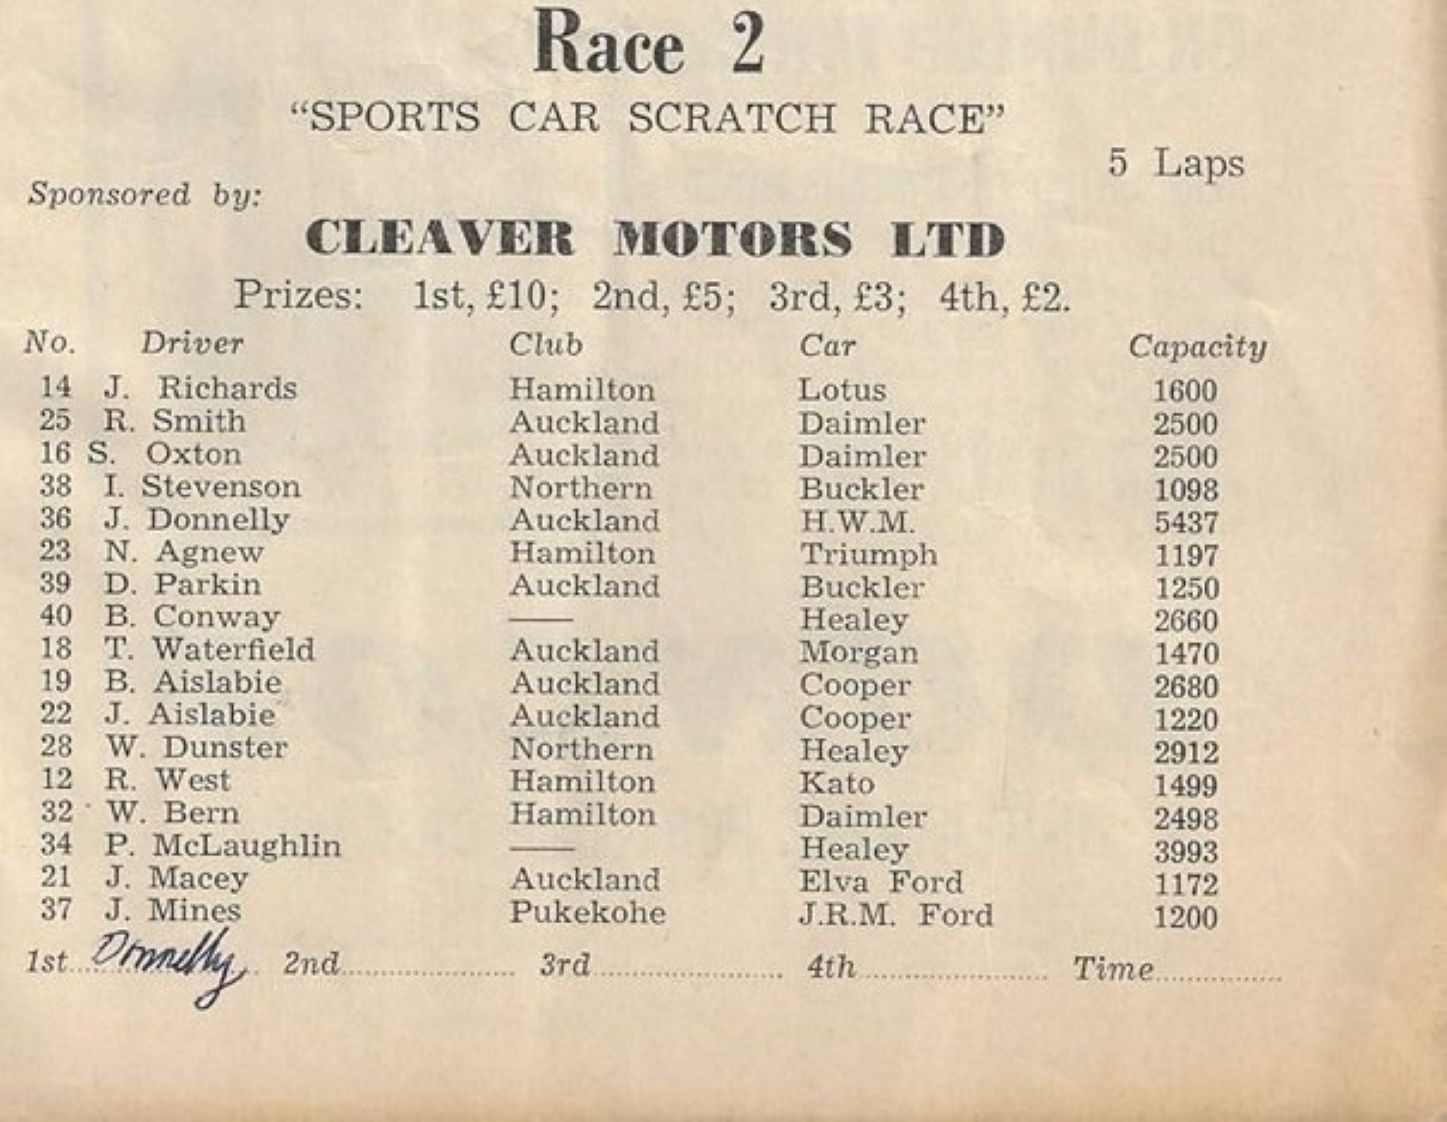 Race 2
“SPORTS CAR SCRATCH RACE”
5 Laps
Sponsored by:
CLEAVER MOTORS LTD
Prizes: 1st, £10; 2nd, £5; 3rd, £3; 4th, £2.
No. Driver Club Car Capacity
14 J. Richards Hamilton Lotus 1600
25 R. Smith Auckland Daimler 2500
16 S. Oxton Auckland Daimler 2500
38 I. Stevenson Northern Buckler 1098
36 J. Donnelly Auckland H.W.M. 5437
23 N. Agnew Hamilton Triumph 1197
39 D. Parkin Auckland Buckler 1250
40 B. Conway —— Healey 2660
18 T. Waterfield Auckland Morgan 1470
19 B. Aislabie Auckland Cooper 2680
22 J. Aislabie Auckland Cooper 1220
28 W. Dunster Northern Healey 2912
12 R. West Hamilton Kato 1499
32 W. Bern Hamilton Daimler 2498
34 P. McLaughlin —— Healey 3993
21 J. Macey Auckland Elva Ford 1172
37 J. Mines Pukekohe J.R.M. Ford 1200
1st Donnelly 2nd 3rd 4th Time